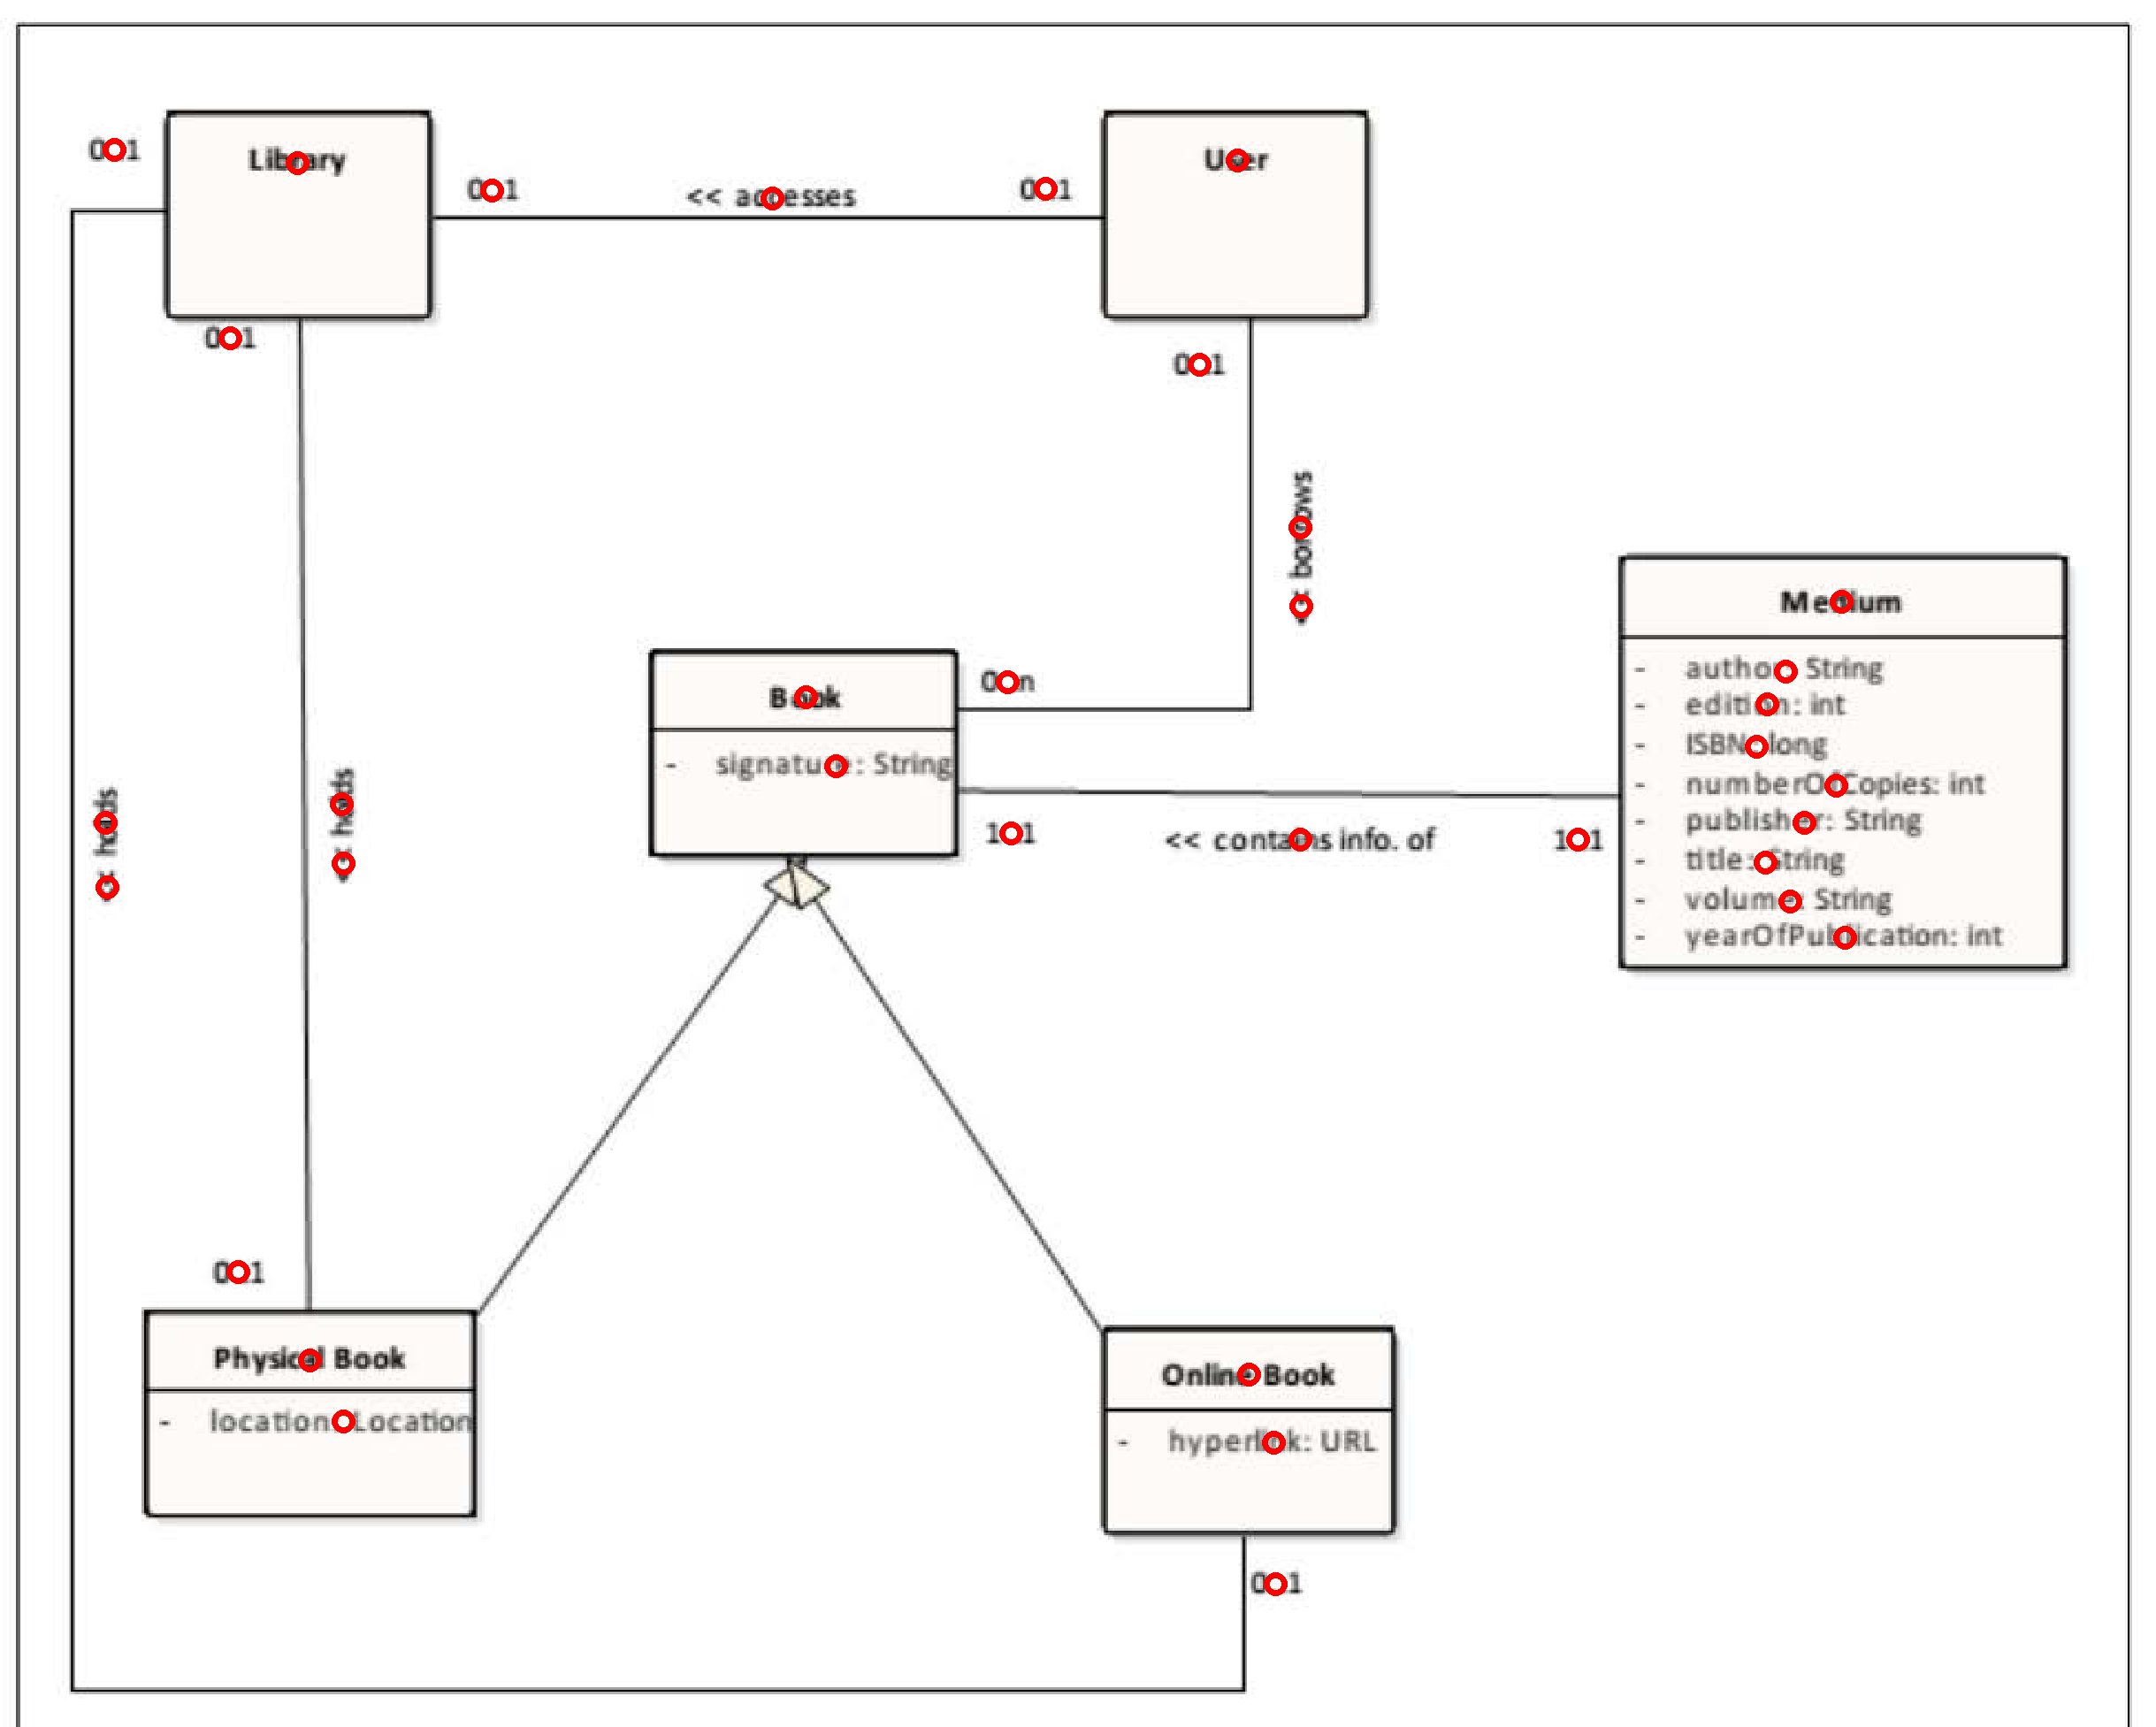 0..1
Library
User
0..1
<< accesses
0..1
0..1
0..1
<< borrows
Medium
- author: String
- edition: int
- ISBN: long
- numberOfCopies: int
- publisher: String
- title: String
- volume: String
- yearOfPublication: int
Book
- signature: String
0..n
1..1
<< contains info. of
1..1
<< holds
<< holds
0..1
Physical Book
- location: Location
Online Book
- hyperlink: URL
0..1